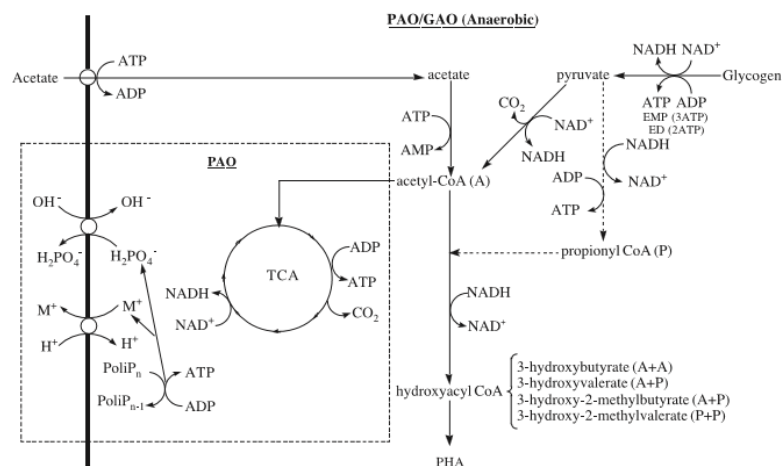 PAO/GAO (Anaerobic)
NADH NAD⁺
ATP
Acetate acetate pyruvate Glycogen
ADP
CO₂
ATP ADP
EMP (3ATP)
ED (2ATP)
ATP
NAD⁺
NADH
AMP
NADH
PAO
ADP
NAD⁺
acetyl-CoA (A)
OH⁻ OH⁻
ATP
ADP
propionyl CoA (P)
H₂PO₄⁻ H₂PO₄⁻
TCA
ATP
NADH
NADH
CO₂
M⁺ M⁺
NAD⁺
NAD⁺
H⁺ H⁺
PoliPₙ ATP
3-hydroxybutyrate (A+A)
3-hydroxyvalerate (A+P)
hydroxyacyl CoA
3-hydroxy-2-methylbutyrate (A+P)
PoliPₙ₋₁ ADP
3-hydroxy-2-methylvalerate (P+P)
PHA